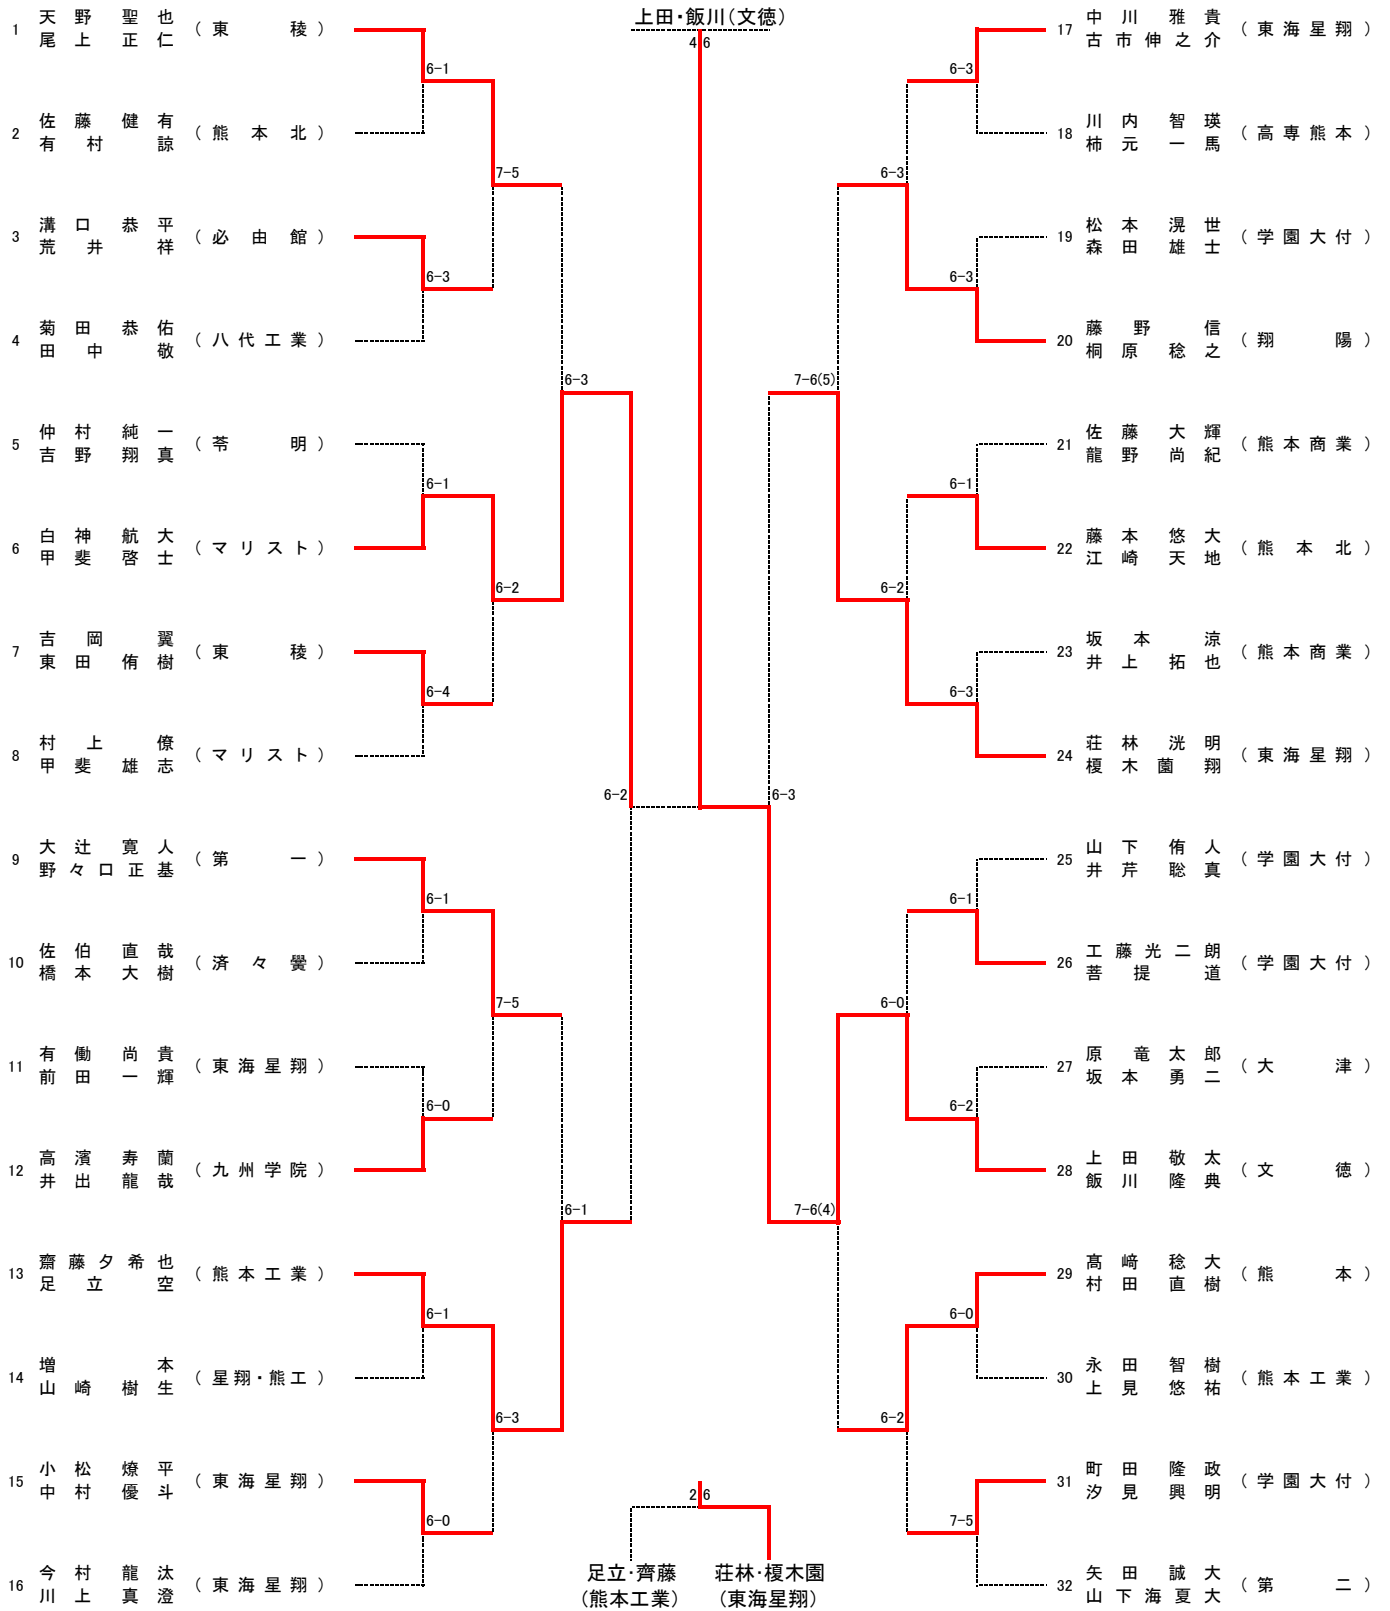 上田・飯川(文徳)
4 6
1 天野 聖也 (東稜)
尾上 正仁
6-1
2 佐藤 健有 (熊本北)
有村 諒
7-5
3 溝口 恭平 (必由館)
荒井 祥
6-3
4 菊田 恭佑 (八代工業)
田中 敬
6-3
5 仲村 純一 (苓明)
吉野 翔真
6-1
6 白神 航大 (マリスト)
甲斐 啓士
6-2
7 吉岡 翼 (東稜)
東田 侑樹
6-4
8 村上 僚 (マリスト)
甲斐 雄志
6-2
9 大辻 寛人 (第一)
野々口 正基
6-1
10 佐伯 直哉 (済々黌)
橋本 大樹
7-5
11 有働 尚貴 (東海星翔)
前田 一輝
6-0
12 高濱 寿蘭 (九州学院)
井出 龍哉
6-1
13 齋藤 夕希也 (熊本工業)
足立 空
6-1
14 増 本 (星翔・熊工)
山崎 樹生
6-3
15 小松 燎平 (東海星翔)
中村 優斗
6-0
16 今村 龍汰 (東海星翔)
川上 真澄
17 中川 雅貴 (東海星翔)
古市 伸之介
6-3
18 川内 智瑛 (高専熊本)
柿元 一馬
6-3
19 松本 滉世 (学園大付)
森田 雄士
6-3
20 藤野 信 (翔陽)
桐原 稔之
7-6(5)
21 佐藤 大輝 (熊本商業)
龍野 尚紀
6-1
22 藤本 悠大 (熊本北)
江崎 天地
6-2
23 坂本 涼 (熊本商業)
井上 拓也
6-3
24 荘林 洸明 (東海星翔)
榎木薗 翔
6-3
25 山下 侑人 (学園大付)
井芹 聡真
6-1
26 工藤 光二朗 (学園大付)
菩提 道
6-0
27 原 竜太郎 (大津)
坂本 勇二
6-2
28 上田 敬太 (文徳)
飯川 隆典
7-6(4)
29 髙﨑 稔大 (熊本)
村田 直樹
6-0
30 永田 智樹 (熊本工業)
上見 悠祐
6-2
31 町田 隆政 (学園大付)
汐見 興明
7-5
32 矢田 誠大 (第二)
山下 海夏大
2 6
足立・齊藤 荘林・榎木園
(熊本工業) (東海星翔)